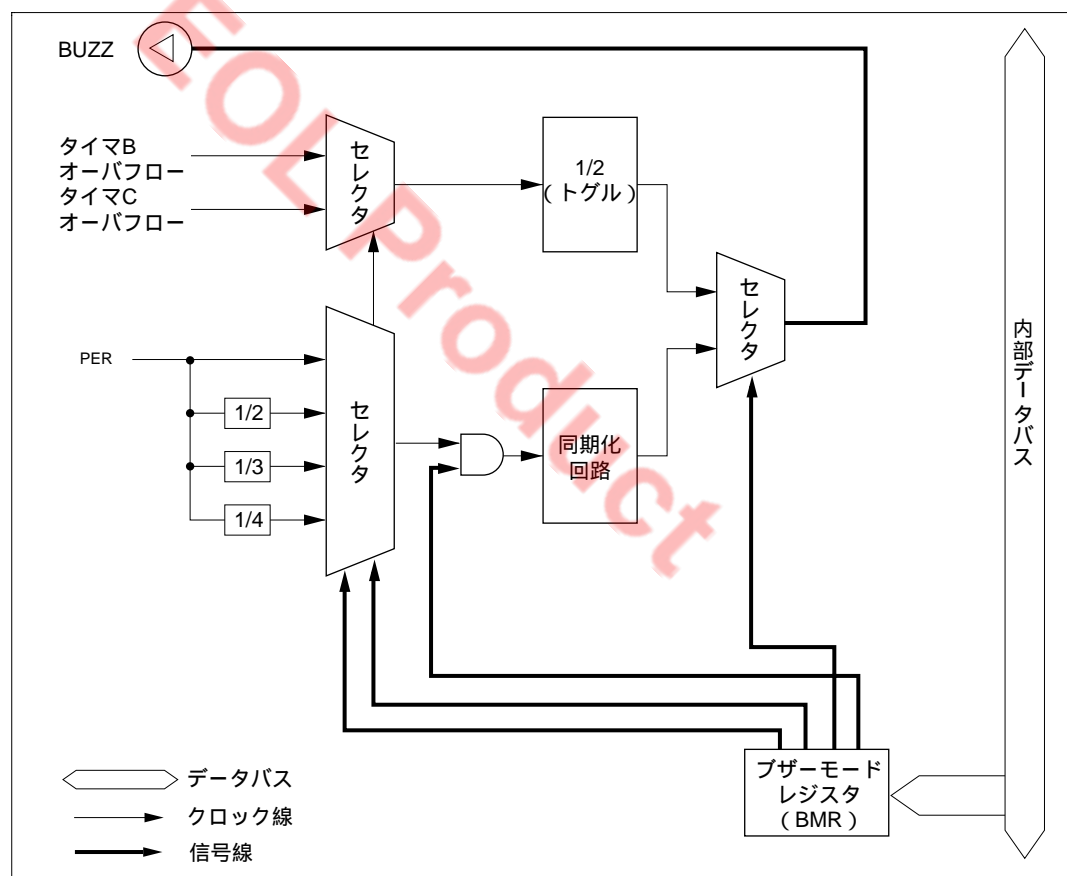 BUZZ
タイマB
オーバフロー
タイマC
オーバフロー
セレクタ
1/2
(トグル)
セレクタ
PER
1/2
1/3
1/4
セレクタ
同期化
回路
内部データバス
ブザーモード
レジスタ
(BMR)
データバス
クロック線
信号線
EOL Product